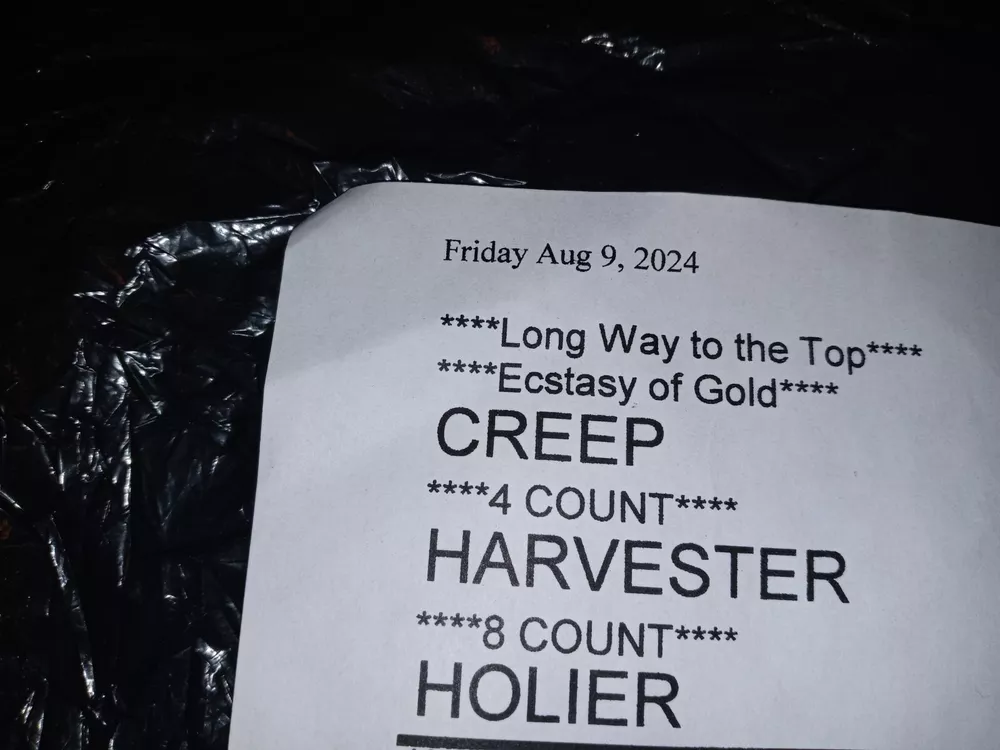 Friday Aug 9, 2024
****Long Way to the Top****
****Ecstasy of Gold****
CREEP
****4 COUNT****
HARVESTER
****8 COUNT****
HOLIER